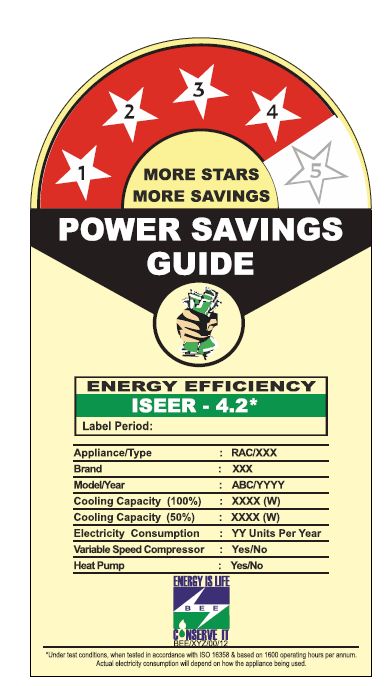 1 2 3 4 5
MORE STARS
MORE SAVINGS
POWER SAVINGS
GUIDE
ENERGY EFFICIENCY
ISEER - 4.2*
Label Period:
Appliance/Type : RAC/XXX
Brand : XXX
Model/Year : ABC/YYYY
Cooling Capacity (100%) : XXXX (W)
Cooling Capacity (50%) : XXXX (W)
Electricity Consumption : YY Units Per Year
Variable Speed Compressor : Yes/No
Heat Pump : Yes/No
ENERGY IS LIFE
BEE
CONSERVE IT
BEE/XYZ/00/12
*Under test conditions, when tested in accordance with ISO 16358 & based on 1600 operating hours per annum.
Actual electricity consumption will depend on how the appliance being used.